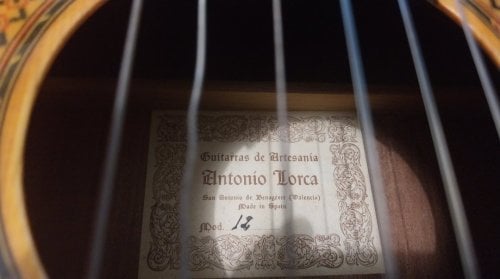 Guitarras de Artesania
Antonio Lorca
San Antonio de Benageber (Valencia)
Made in Spain
Mod. 12